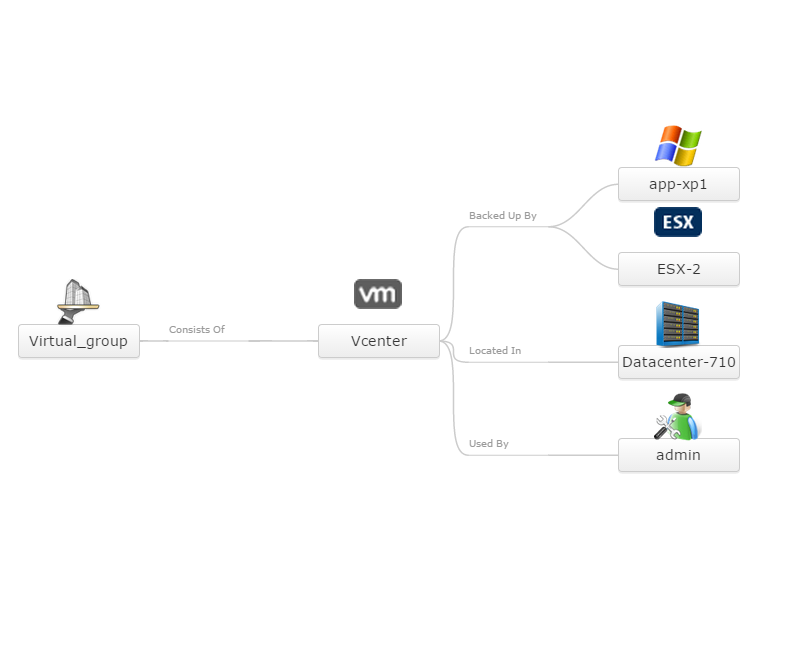 app-xp1
Backed Up By
ESX
ESX-2
vm
Virtual_group
Consists Of
Vcenter
Located In
Datacenter-710
Used By
admin